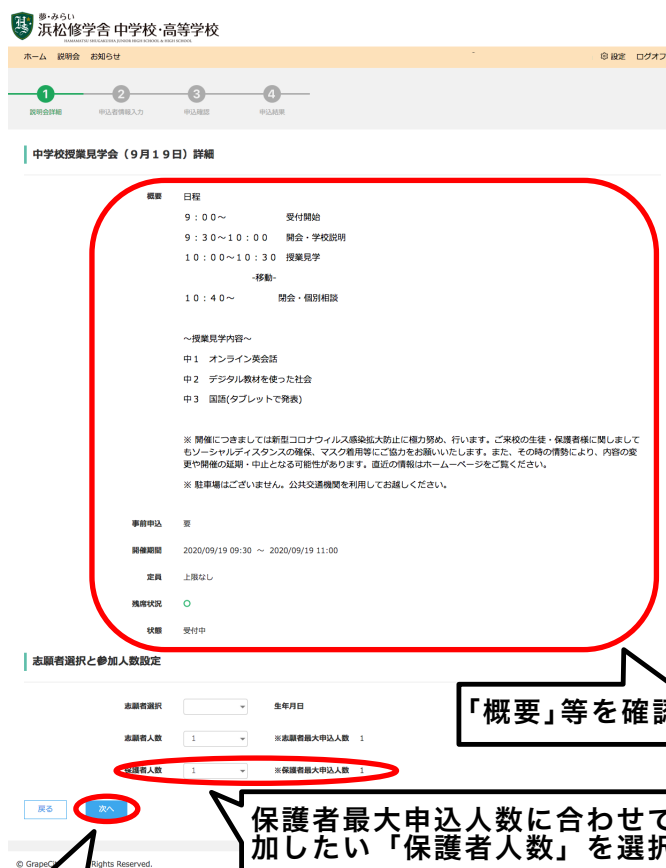 夢・みらい
浜松修学舎 中学校・高等学校
ホーム 説明会 お知らせ 設定 ログオフ
1 2 3 4
説明会詳細 申込者情報入力 申込確認 申込結果
中学校授業見学会（９月１９日）詳細
概要 日程
９：００〜 受付開始
９：３０〜１０：００ 開会・学校説明
１０：００〜１０：３０ 授業見学
-移動-
１０：４０〜 閉会・個別相談
〜授業見学内容〜
中１ オンライン英会話
中２ デジタル教材を使った社会
中３ 国語(タブレットで発表)
※ 開催につきましては新型コロナウィルス感染拡大防止に極力努め、行います。ご来校の生徒・保護者様に関しまして
もソーシャルディスタンスの確保、マスク着用等にご協力をお願いいたします。また、その時の情勢により、内容の変
更や開催の延期・中止となる可能性があります。直近の情報はホームーページをご覧ください。
※ 駐車場はございません。公共交通機関を利用してお越しください。
事前申込 要
開催期間 2020/09/19 09:30 ～ 2020/09/19 11:00
定員 上限なし
残席状況 ○
状態 受付中
志願者選択と参加人数設定
「概要」等を確認
志願者選択 生年月日
志願者人数 1 ※志願者最大申込人数 1
保護者人数 1 ※保護者最大申込人数 1
戻る 次へ
保護者最大申込人数に合わせて
加したい「保護者人数」を選択
Rights Reserved.